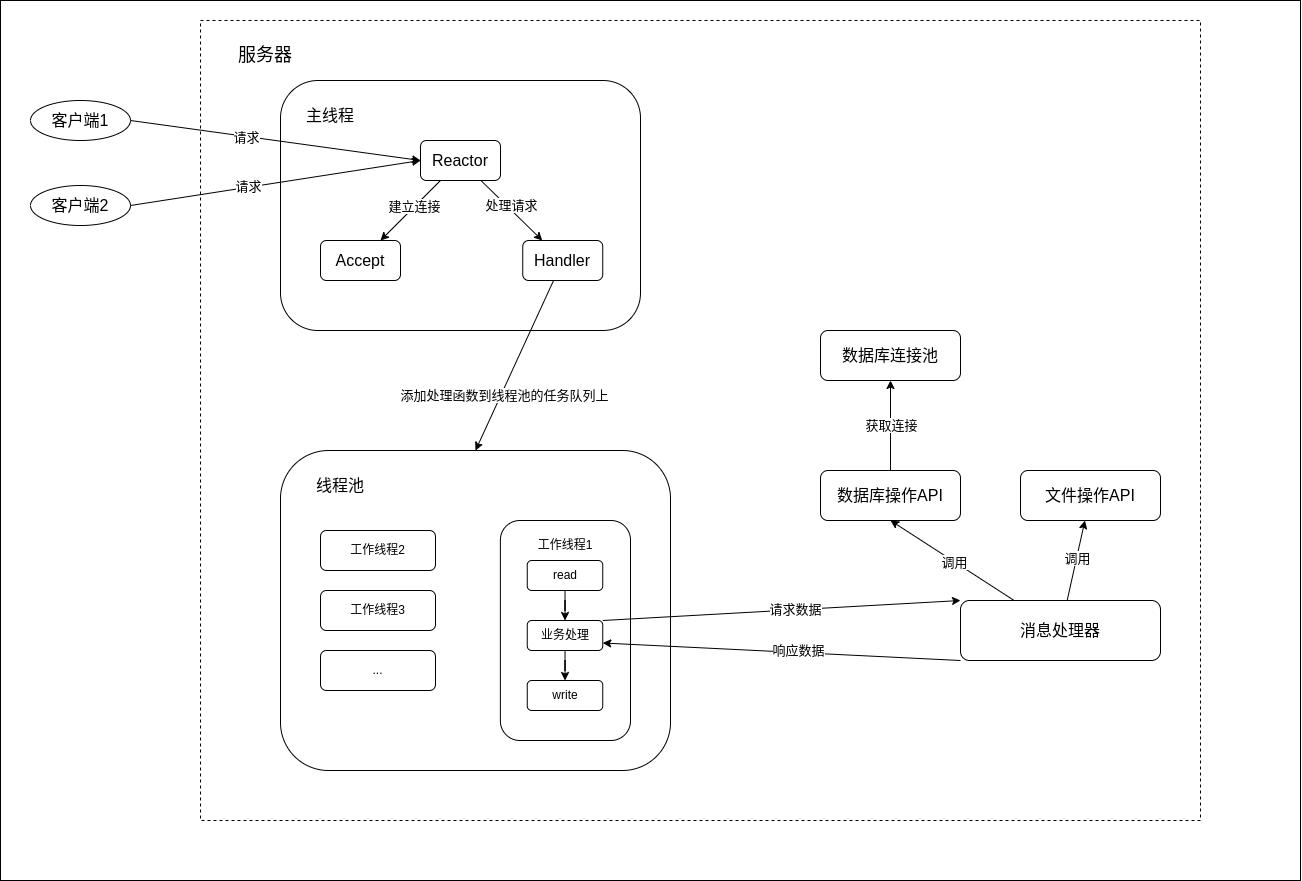 服务器
主线程
客户端1
请求
Reactor
客户端2
请求
建立连接
处理请求
Accept
Handler
添加处理函数到线程池的任务队列上
数据库连接池
获取连接
数据库操作API
文件操作API
调用
调用
线程池
工作线程2
工作线程3
...
工作线程1
read
业务处理
write
请求数据
响应数据
消息处理器